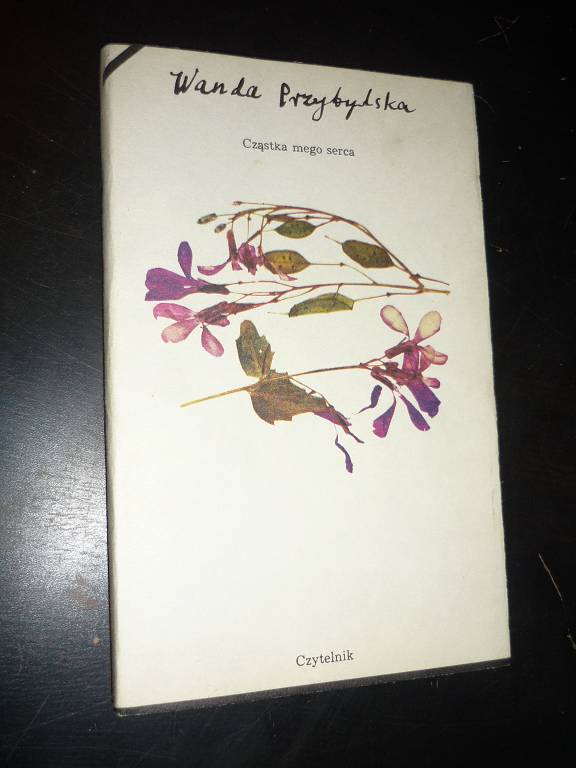 Wanda Przybylska
Cząstka mego serca
Czytelnik